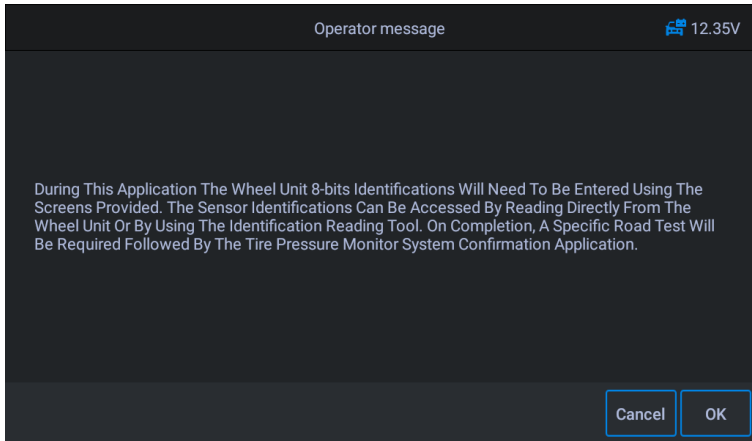 Operator message
12.35V
During This Application The Wheel Unit 8-bits Identifications Will Need To Be Entered Using The
Screens Provided. The Sensor Identifications Can Be Accessed By Reading Directly From The
Wheel Unit Or By Using The Identification Reading Tool. On Completion, A Specific Road Test Will
Be Required Followed By The Tire Pressure Monitor System Confirmation Application.
Cancel
OK